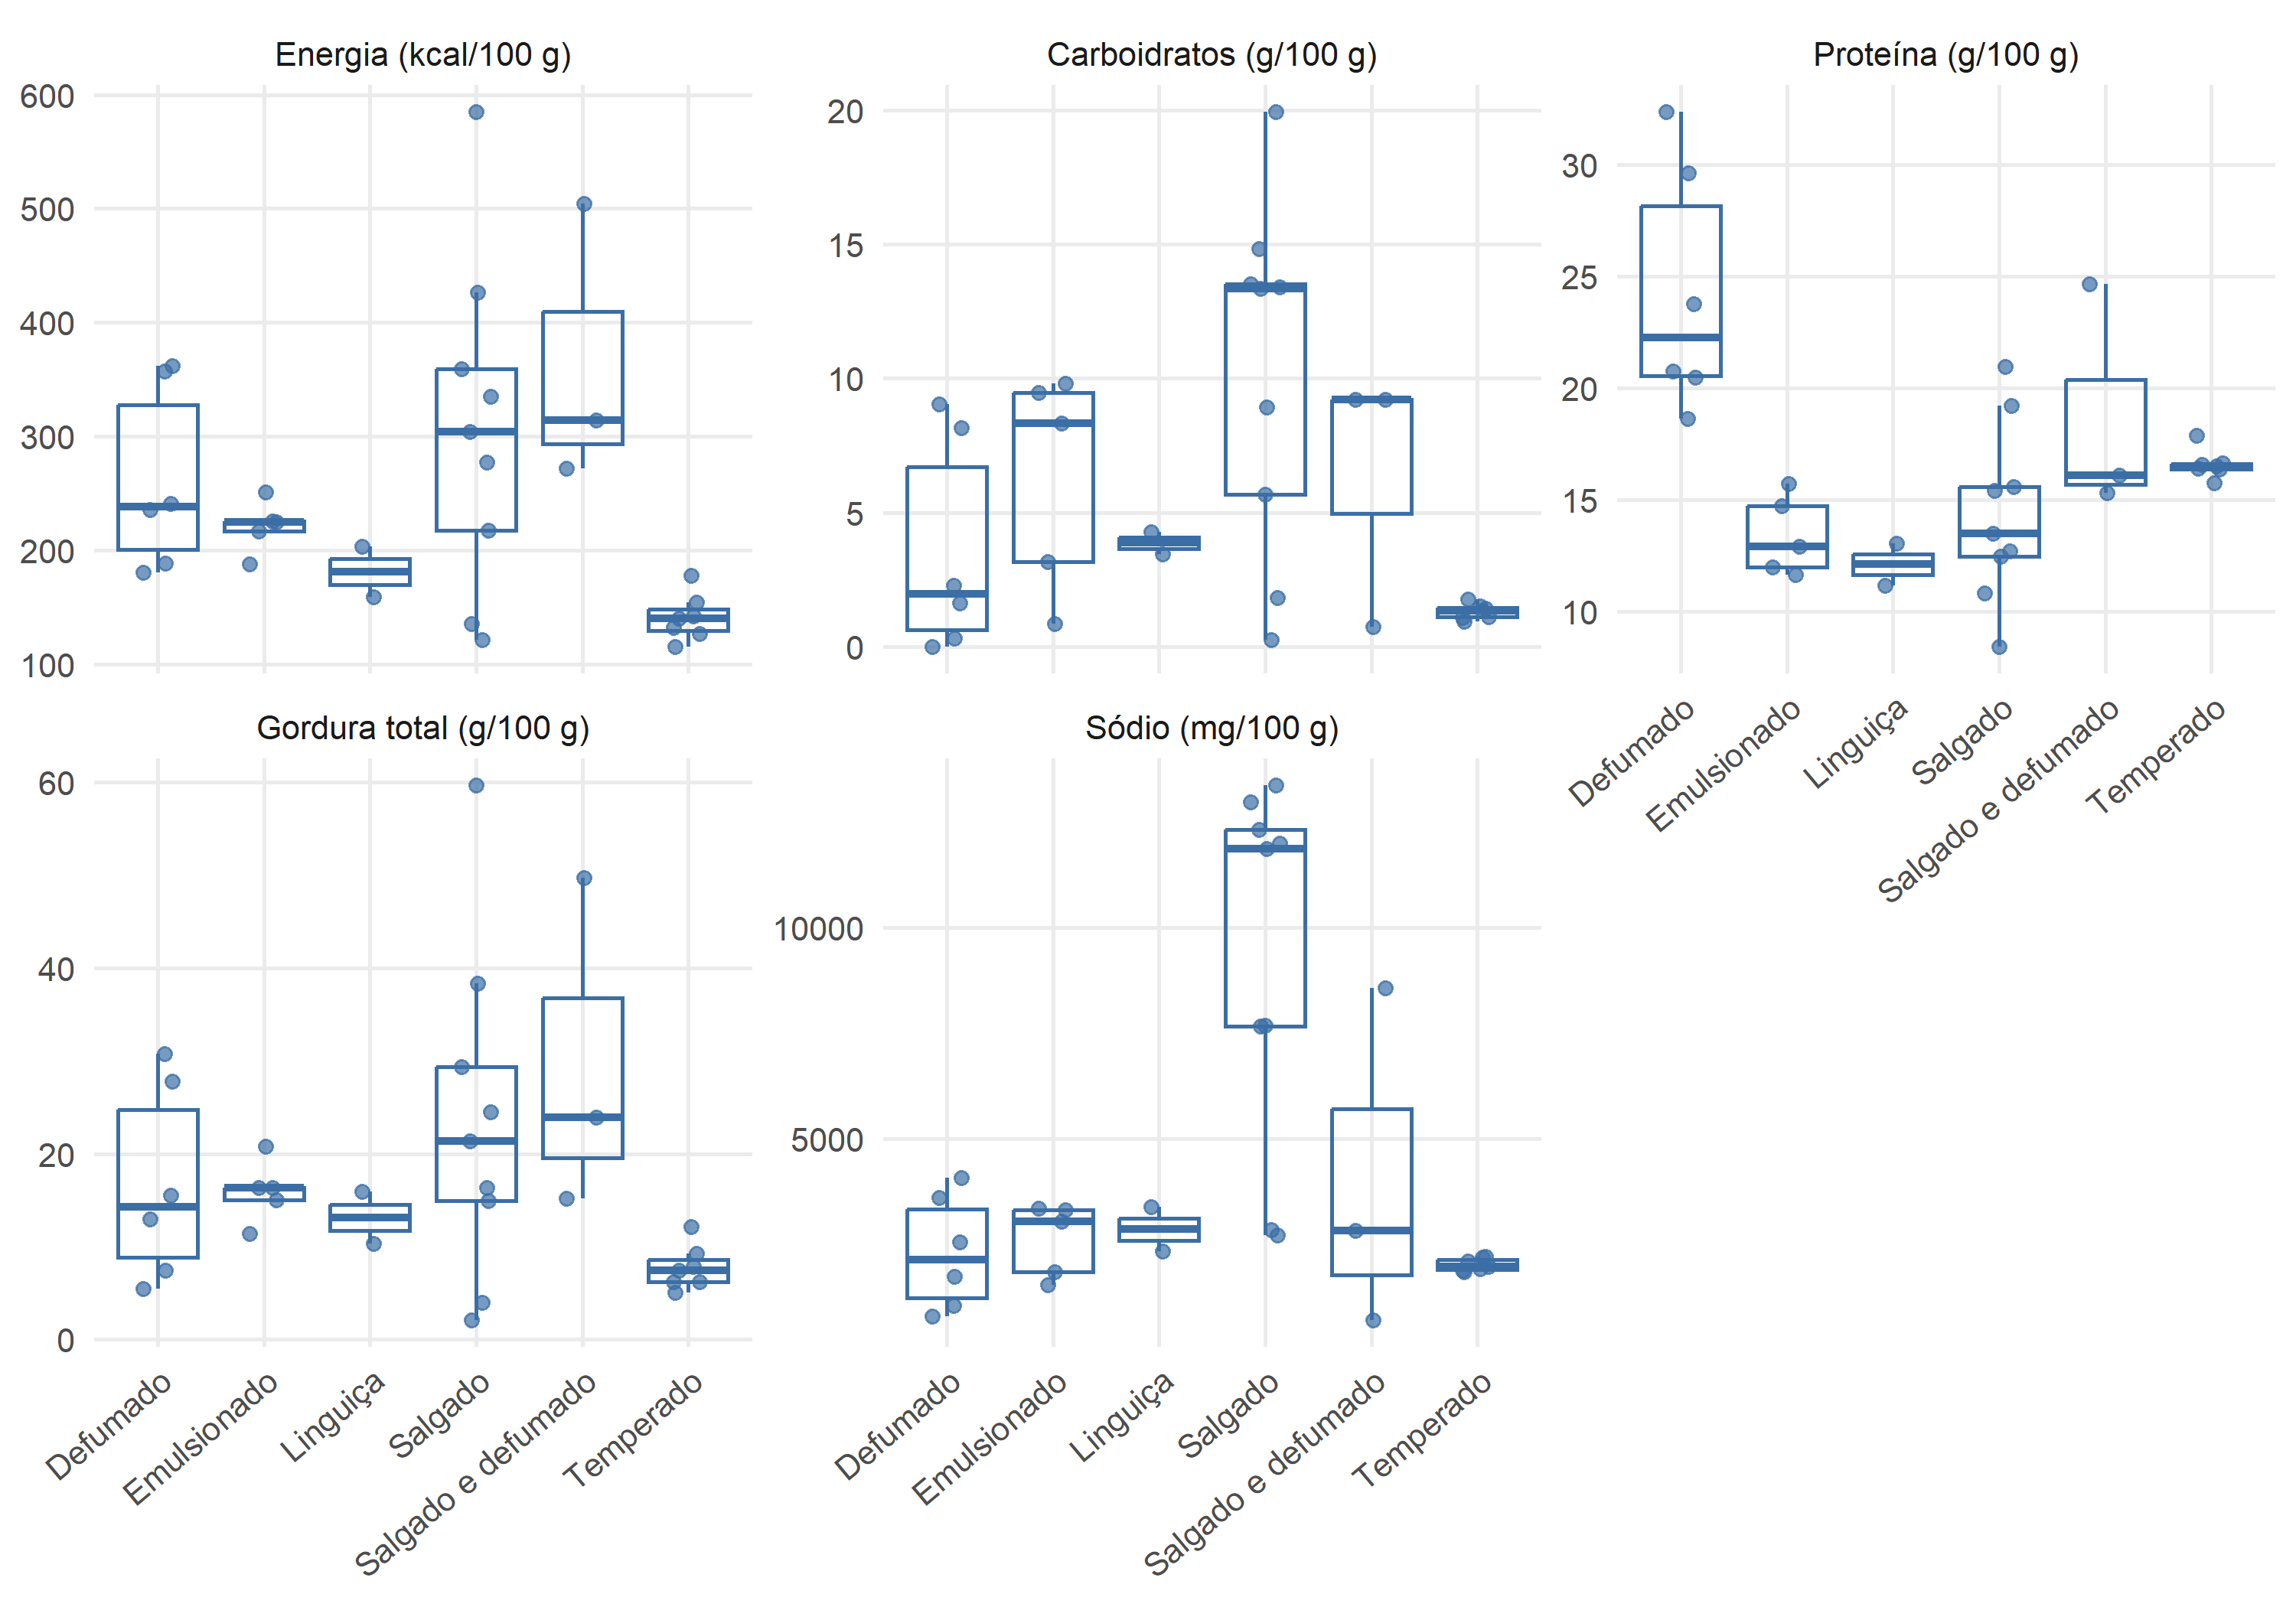 Energia (kcal/100 g)
600
500
400
300
200
100
Carboidratos (g/100 g)
20
15
10
5
0
Proteína (g/100 g)
30
25
20
15
10
Defumado
Emulsionado
Linguiça
Salgado
Salgado e defumado
Temperado
Gordura total (g/100 g)
60
40
20
0
Defumado
Emulsionado
Linguiça
Salgado
Salgado e defumado
Temperado
Sódio (mg/100 g)
10000
5000
Defumado
Emulsionado
Linguiça
Salgado
Salgado e defumado
Temperado